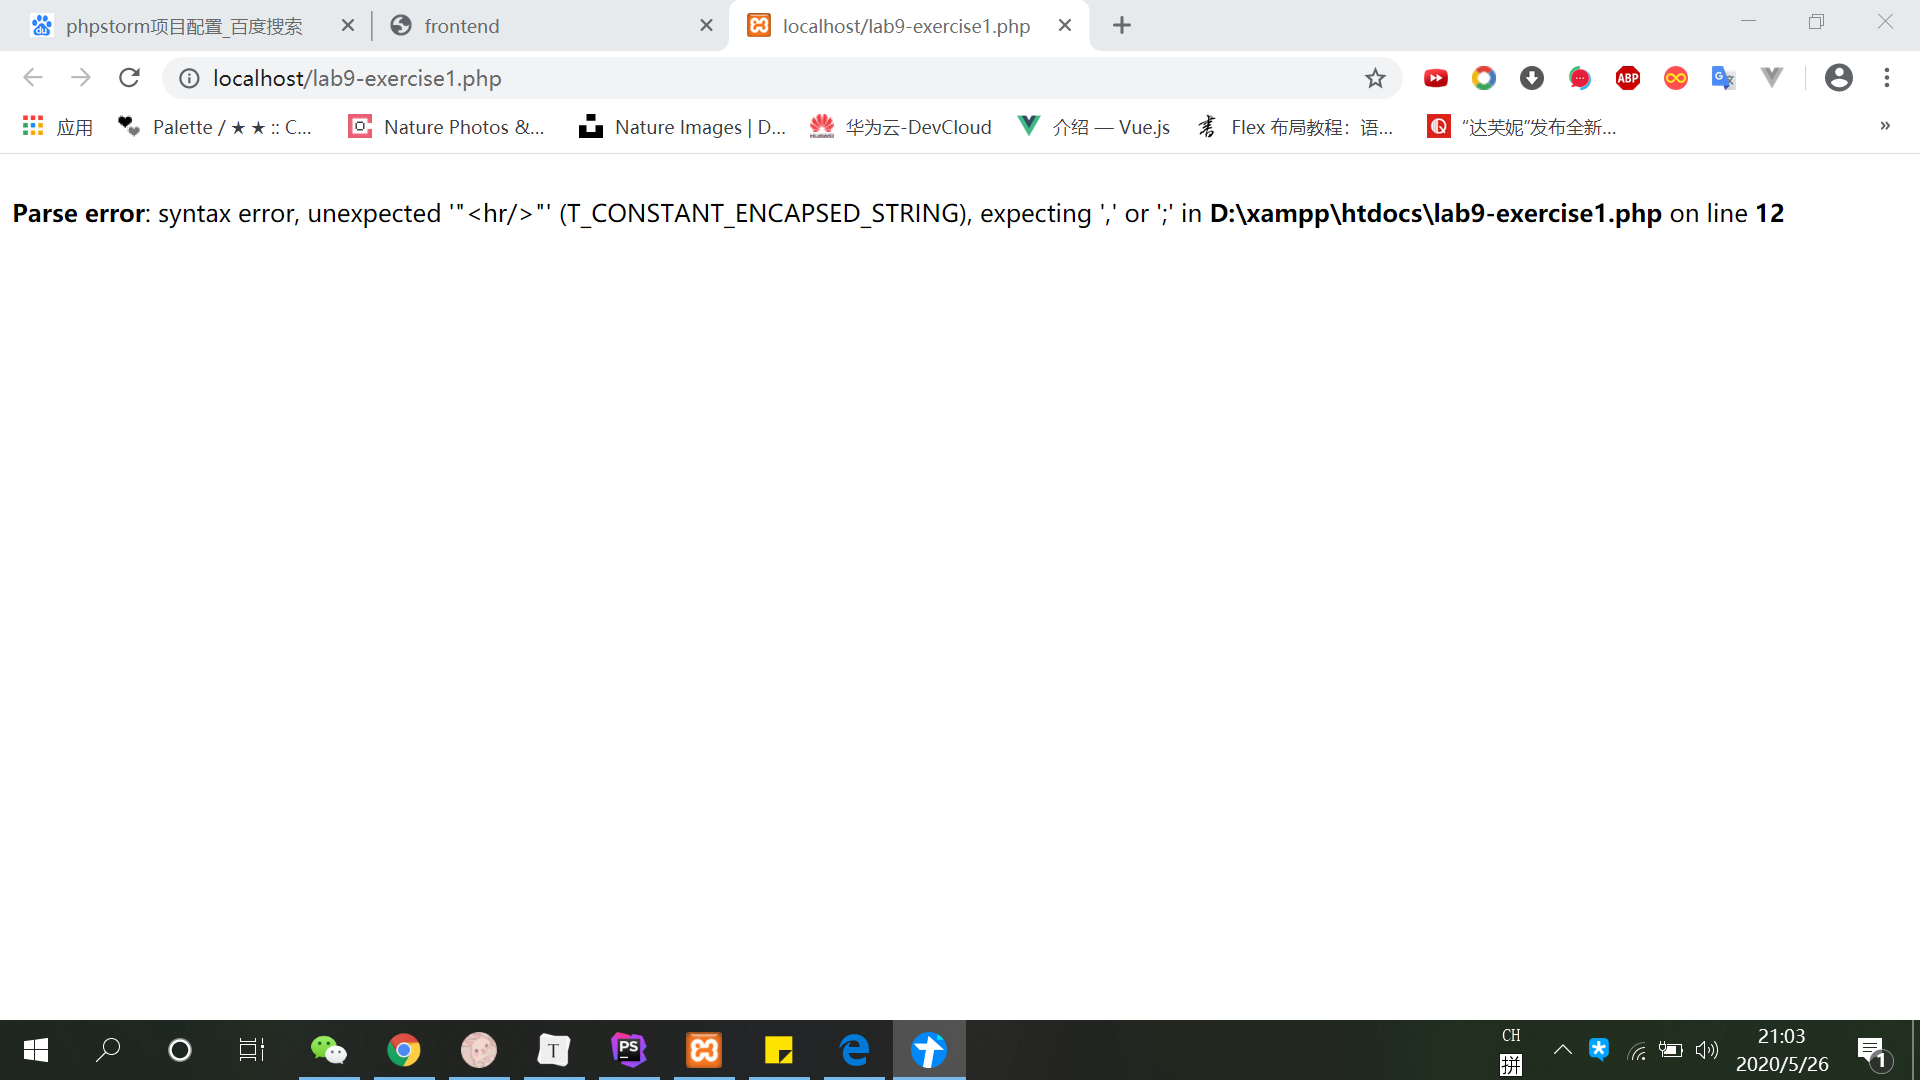 phpstorm项目配置_百度搜索
frontend
localhost/lab9-exercise1.php
localhost/lab9-exercise1.php
ABP
应用
Palette / ★ ★ :: C...
Nature Photos &...
Nature Images | D...
华为云-DevCloud
介绍 — Vue.js
Flex 布局教程：语...
“达芙妮”发布全新...
»
Parse error: syntax error, unexpected '"<hr/>"' (T_CONSTANT_ENCAPSED_STRING), expecting ',' or ';' in D:\xampp\htdocs\lab9-exercise1.php on line 12
T
PS
CH
拼
21:03
2020/5/26
1